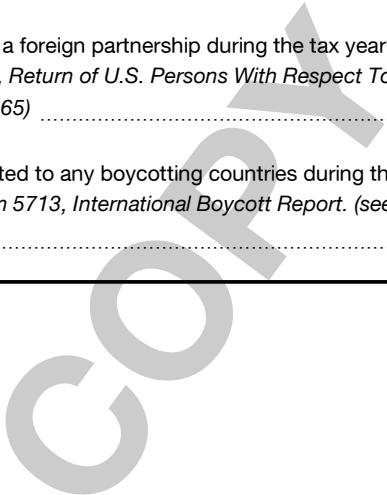 a foreign partnership during the tax year
, Return of U.S. Persons With Respect To
65)
ted to any boycotting countries during th
n 5713, International Boycott Report. (see
COPY